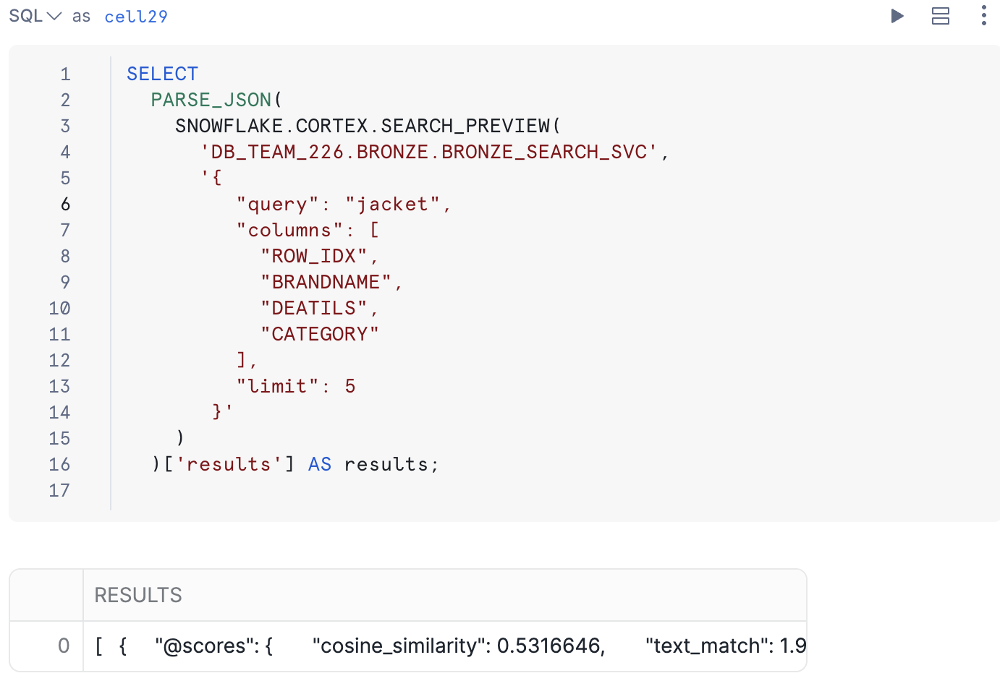 SQL as cell29
1 SELECT
2 PARSE_JSON(
3 SNOWFLAKE.CORTEX.SEARCH_PREVIEW(
4 'DB_TEAM_226.BRONZE.BRONZE_SEARCH_SVC',
5 '{
6 "query": "jacket",
7 "columns": [
8 "ROW_IDX",
9 "BRANDNAME",
10 "DEATILS",
11 "CATEGORY"
12 ],
13 "limit": 5
14 }'
15 )
16 )['results'] AS results;
17
RESULTS
0 [ { "@scores": { "cosine_similarity": 0.5316646, "text_match": 1.9